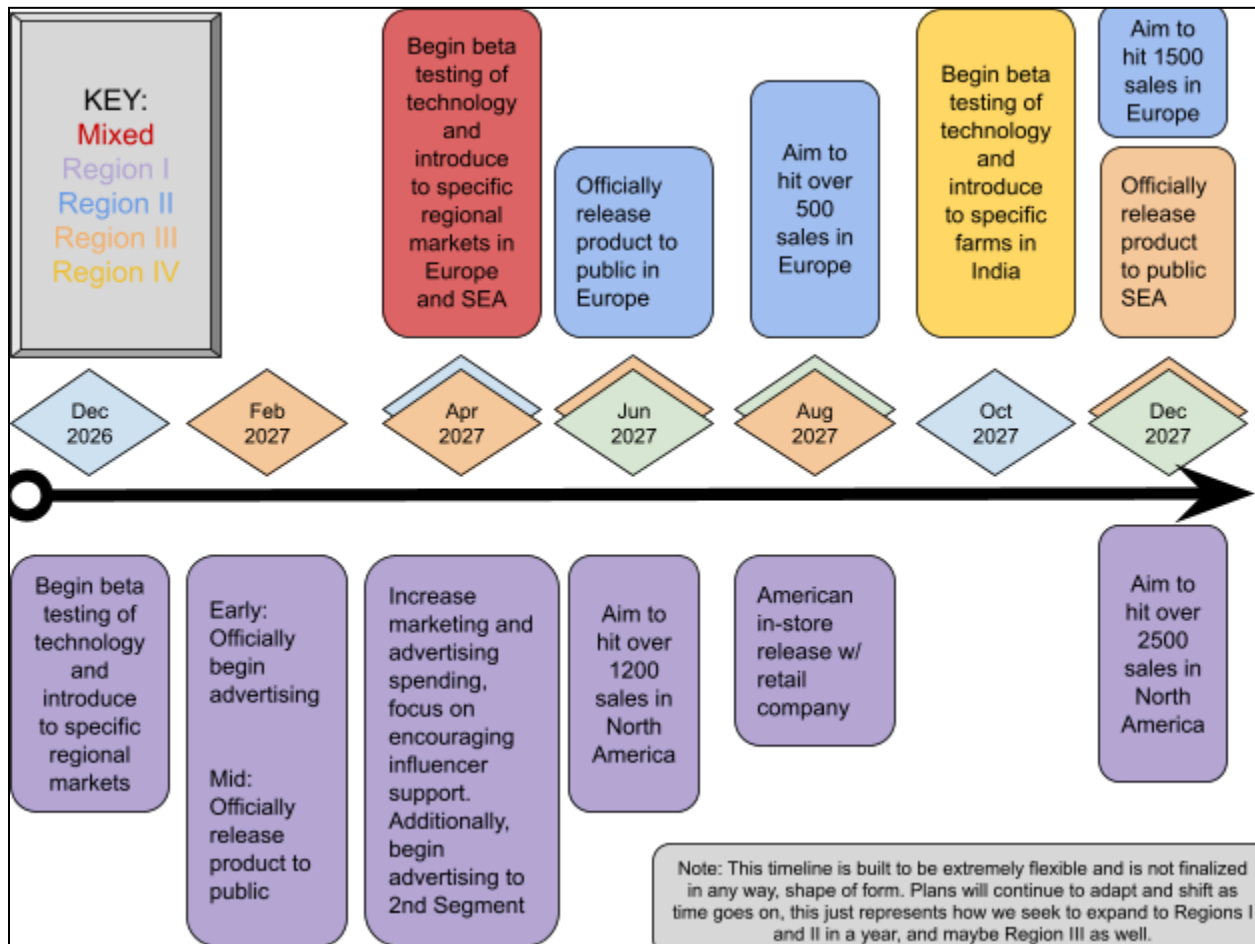 KEY:
Mixed
Region I
Region II
Region III
Region IV
Begin beta
testing of
technology
and
introduce
to specific
regional
markets in
Europe
and SEA
Officially
release
product to
public in
Europe
Aim to
hit over
500
sales in
Europe
Begin beta
testing of
technology
and
introduce
to specific
farms in
India
Aim to
hit 1500
sales in
Europe
Officially
release
product
to public
SEA
Dec
2026
Feb
2027
Apr
2027
Jun
2027
Aug
2027
Oct
2027
Dec
2027
Begin beta
testing of
technology
and
introduce
to specific
regional
markets
Early:
Officially
begin
advertising
Mid:
Officially
release
product to
public
Increase
marketing and
advertising
spending,
focus on
encouraging
influencer
support.
Additionally,
begin
advertising to
2nd Segment
Aim to
hit over
1200
sales in
North
America
American
in-store
release w/
retail
company
Aim to
hit over
2500
sales in
North
America
Note: This timeline is built to be extremely flexible and is not finalized
in any way, shape of form. Plans will continue to adapt and shift as
time goes on, this just represents how we seek to expand to Regions I
and II in a year, and maybe Region III as well.